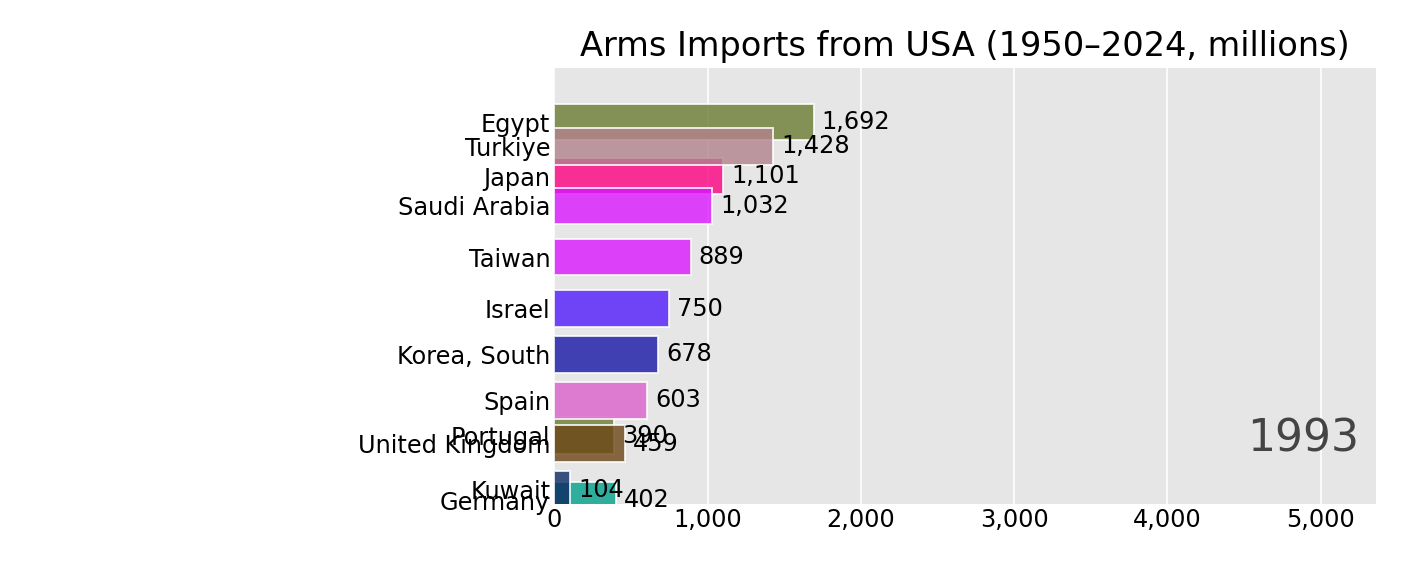 Arms Imports from USA (1950–2024, millions)
Egypt 1,692
Turkiye 1,428
Japan 1,101
Saudi Arabia 1,032
Taiwan 889
Israel 750
Korea, South 678
Spain 603
Portugal 390
United Kingdom 459
1993
Kuwait 104
Germany 402
0 1,000 2,000 3,000 4,000 5,000